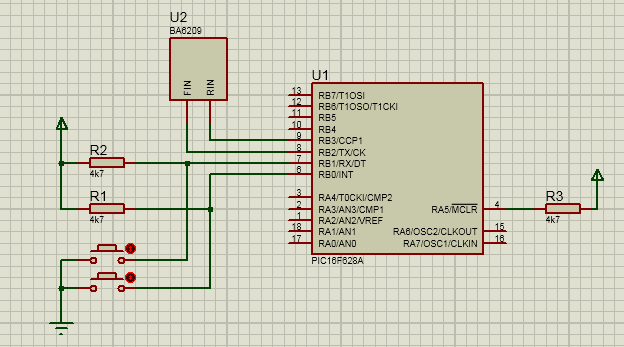 U2
BA6209
FIN
RIN
U1
13 RB7/T1OSI
12 RB6/T1OSO/T1CKI
11 RB5
10 RB4
9 RB3/CCP1
8 RB2/TX/CK
7 RB1/RX/DT
6 RB0/INT
3 RA4/T0CKI/CMP2
2 RA3/AN3/CMP1
1 RA2/AN2/VREF
18 RA1/AN1
17 RA0/AN0
RA5/MCLR 4
RA6/OSC2/CLKOUT 15
RA7/OSC1/CLKIN 16
PIC16F628A
R2
4k7
R1
4k7
R3
4k7